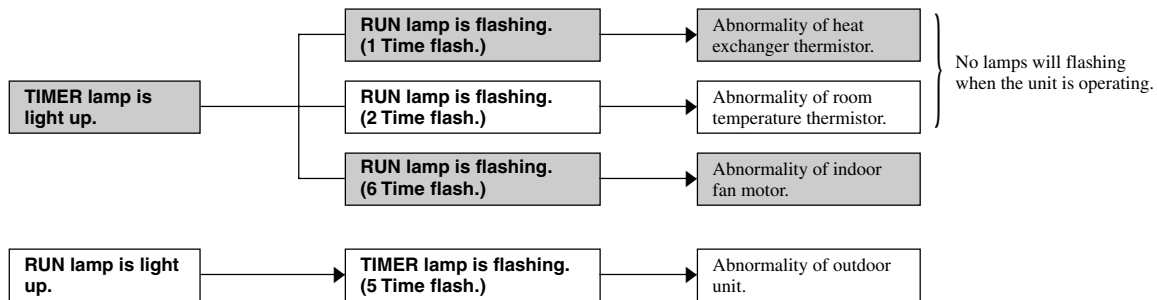 TIMER lamp is
light up.
RUN lamp is flashing.
(1 Time flash.)
Abnormality of heat
exchanger thermistor.
RUN lamp is flashing.
(2 Time flash.)
Abnormality of room
temperature thermistor.
No lamps will flashing
when the unit is operating.
RUN lamp is flashing.
(6 Time flash.)
Abnormality of indoor
fan motor.
RUN lamp is light
up.
TIMER lamp is flashing.
(5 Time flash.)
Abnormality of outdoor
unit.